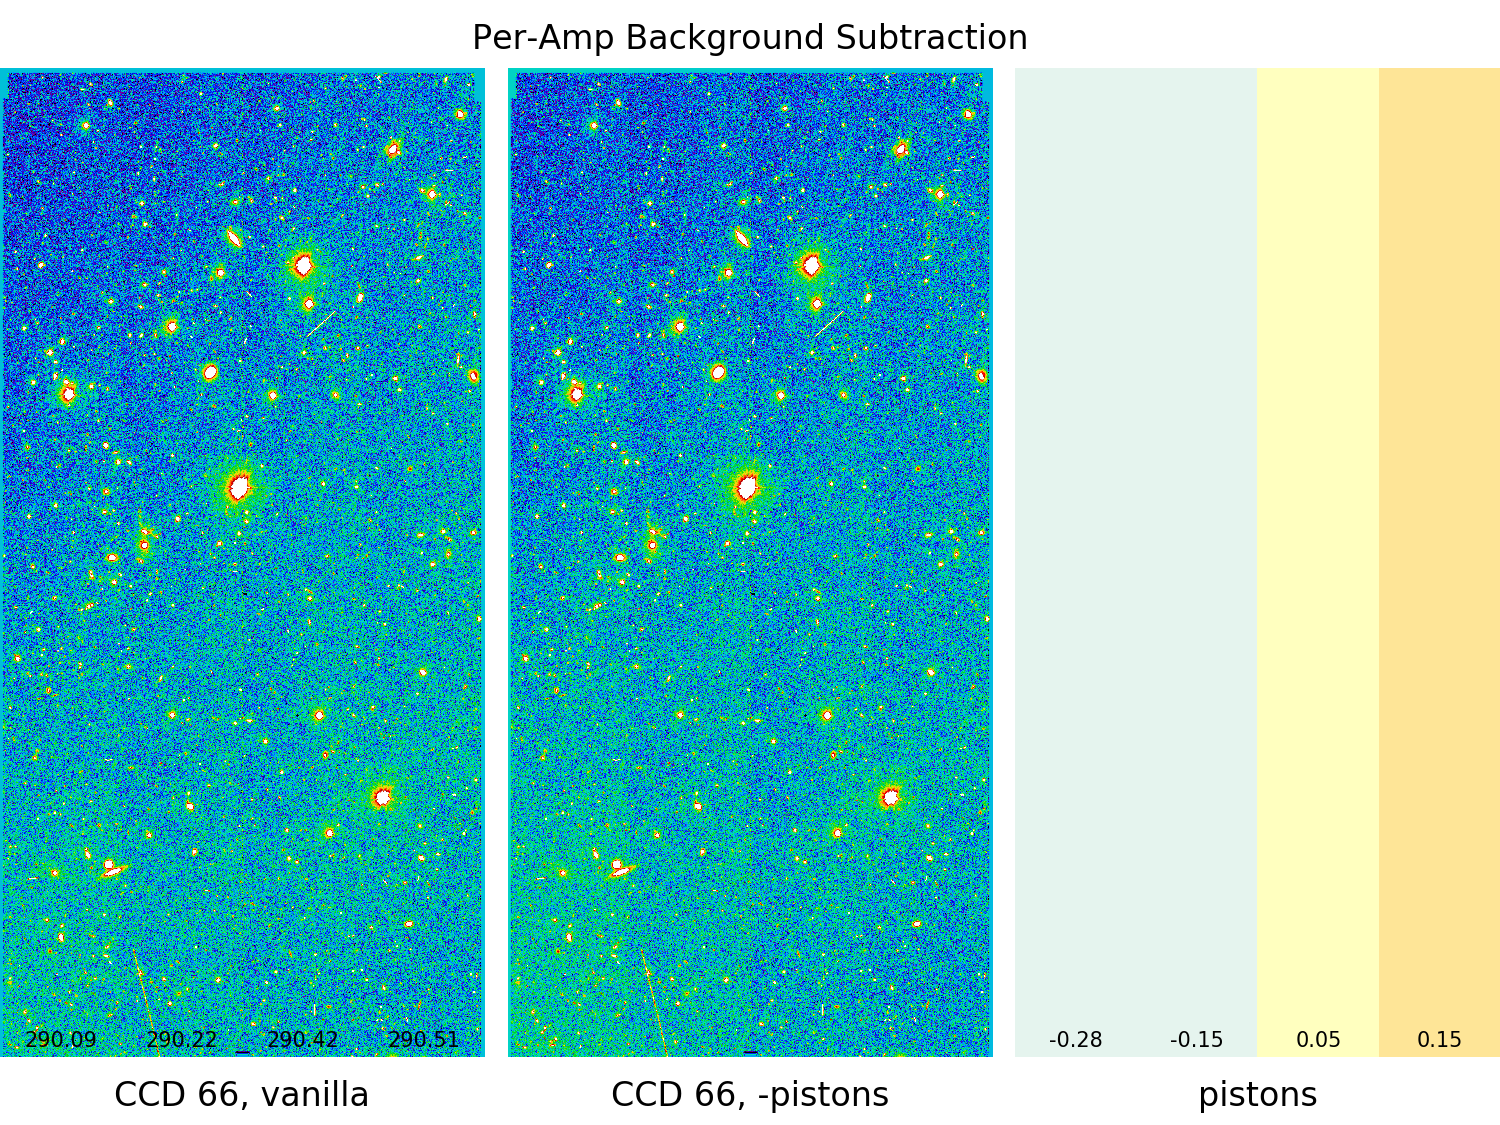 Per-Amp Background Subtraction
290.09 290.22 290.42 290.51
-0.28 -0.15 0.05 0.15
CCD 66, vanilla
CCD 66, -pistons
pistons